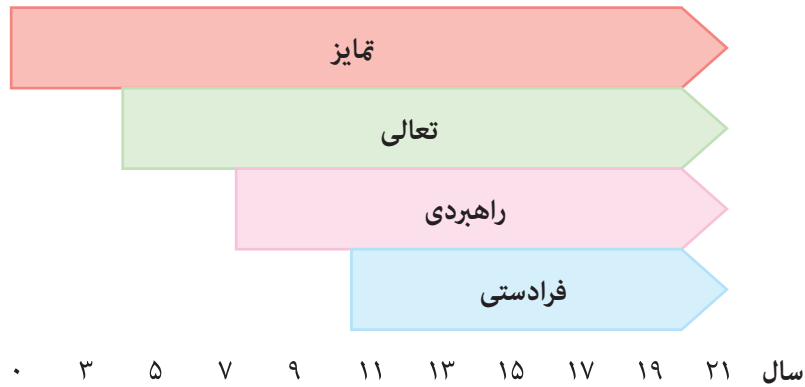 تمایز
تعالی
راهبردی
فرادستی
۰ ۳ ۵ ۷ ۹ ۱۱ ۱۳ ۱۵ ۱۷ ۱۹ ۲۱ سال